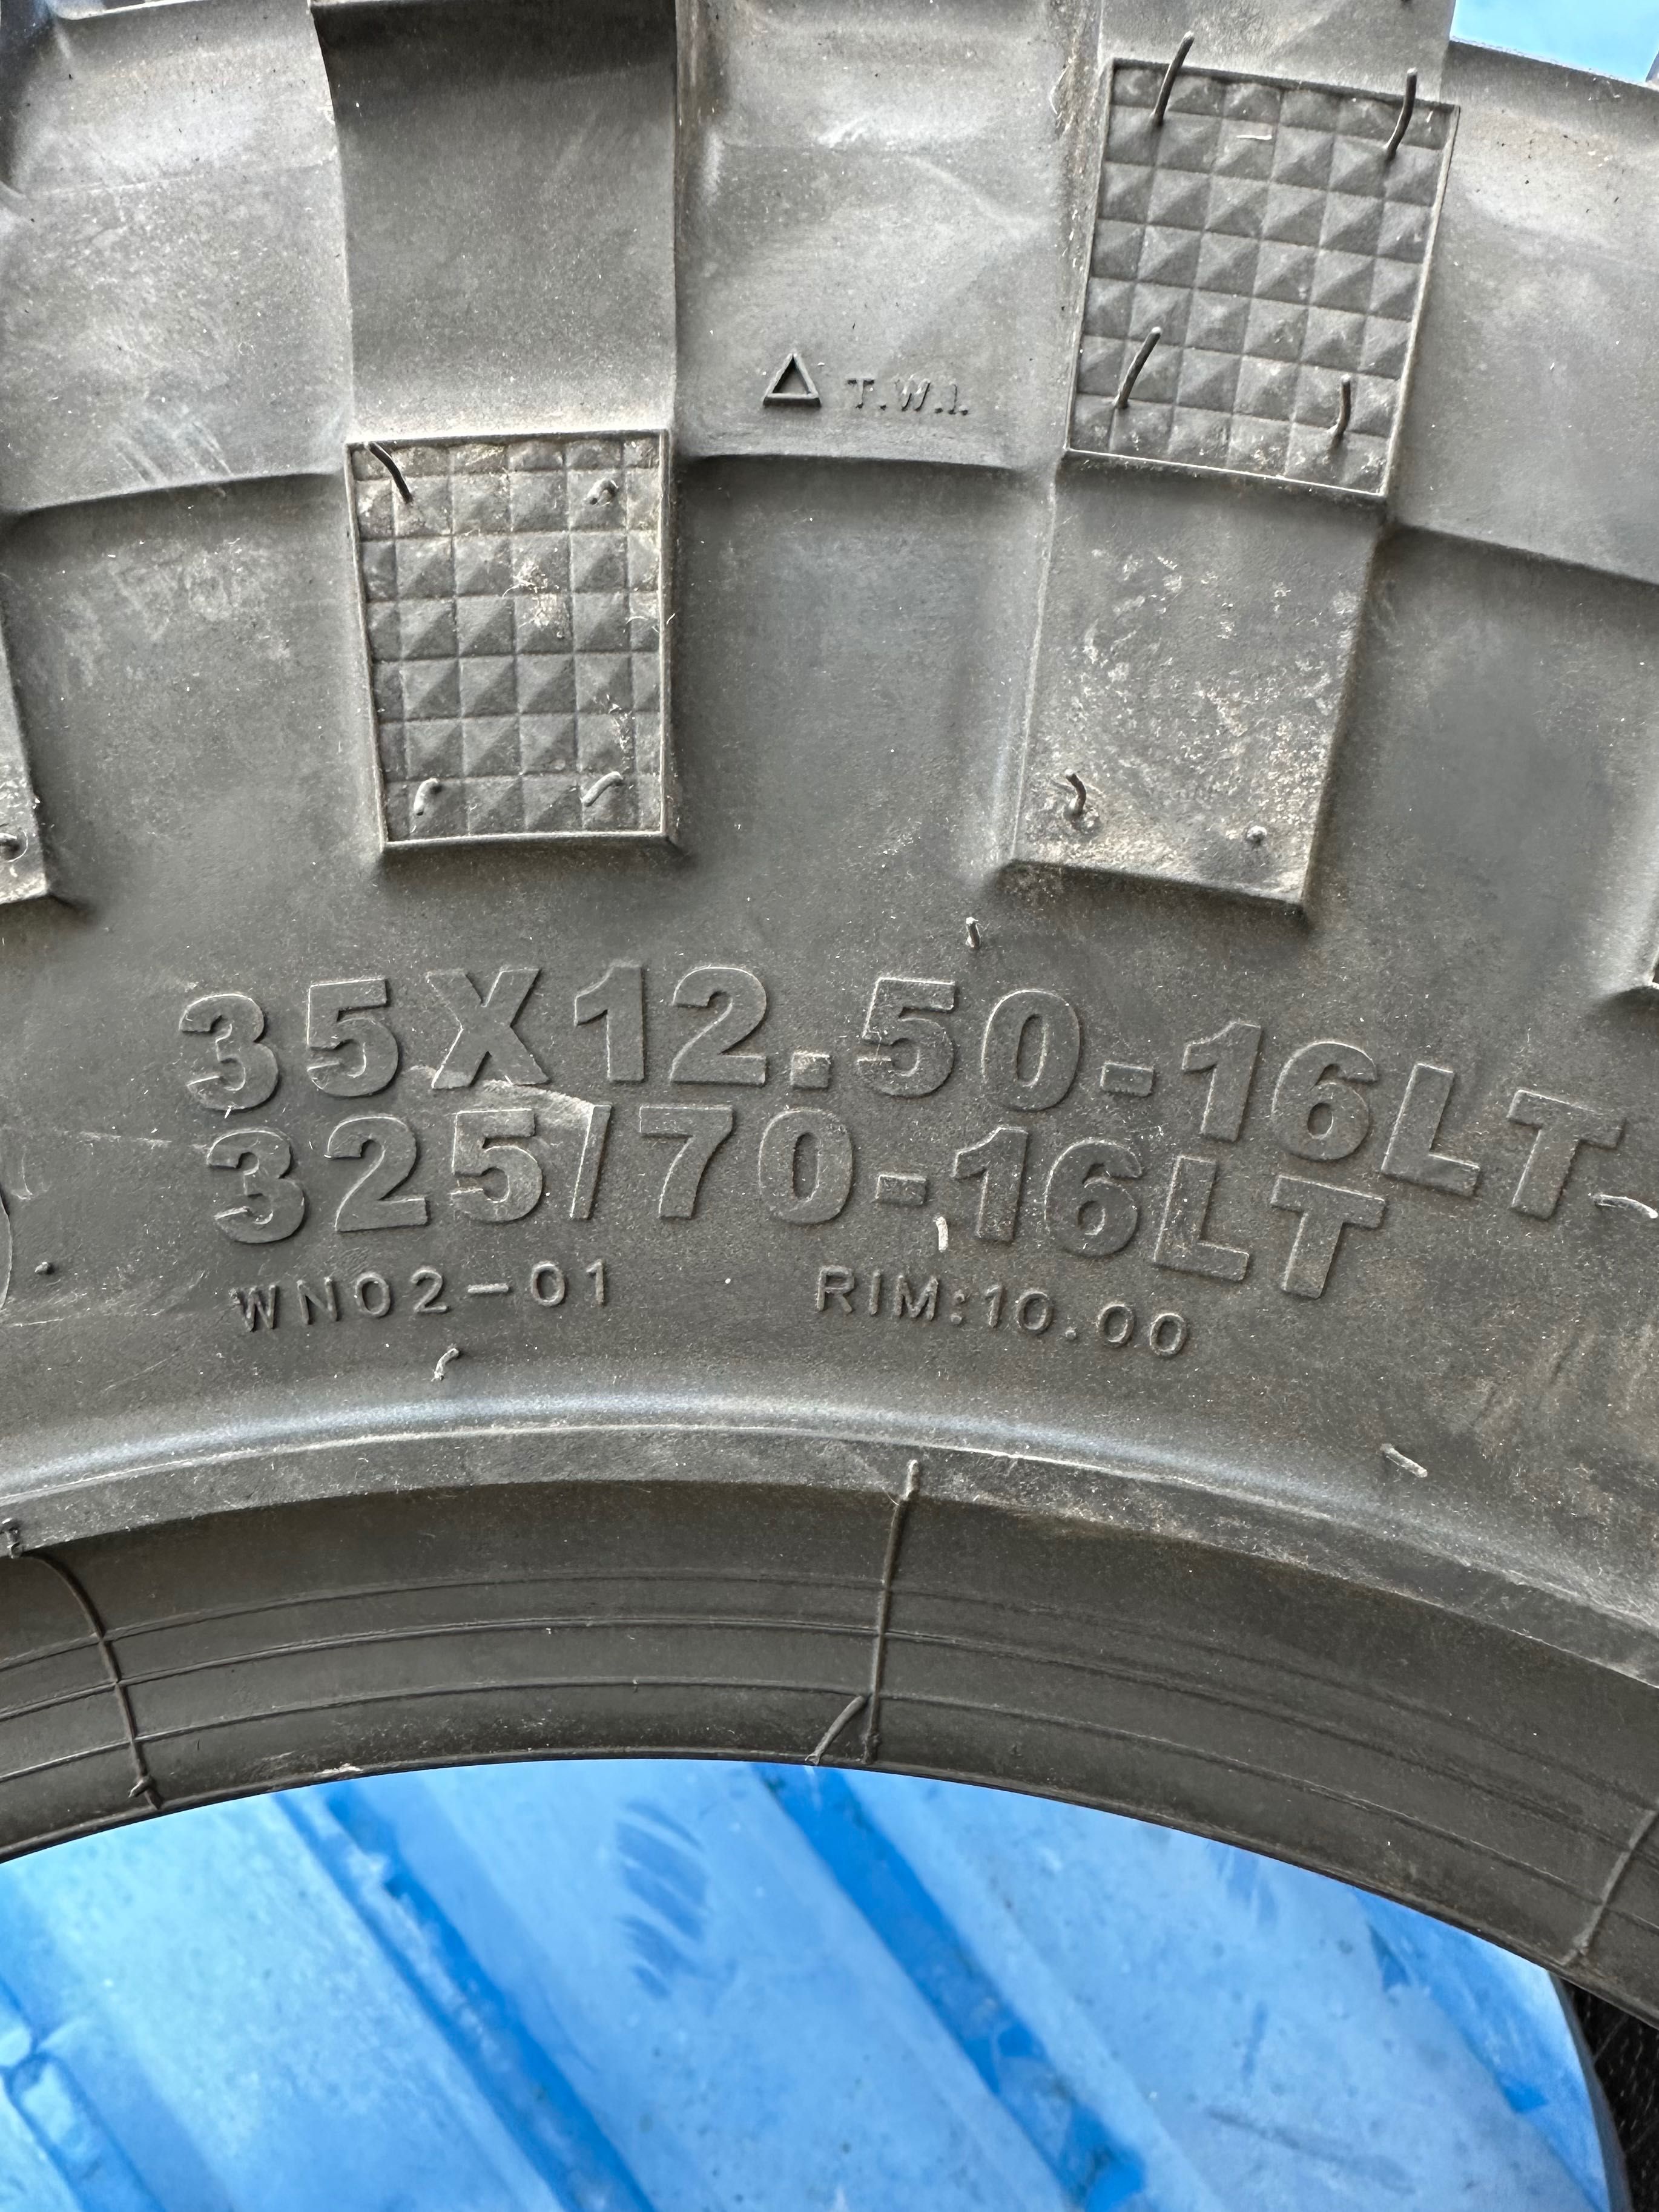 △ T.W.I.
35X12.50-16LT
325/70-16LT
WN02-01 RIM:10.00